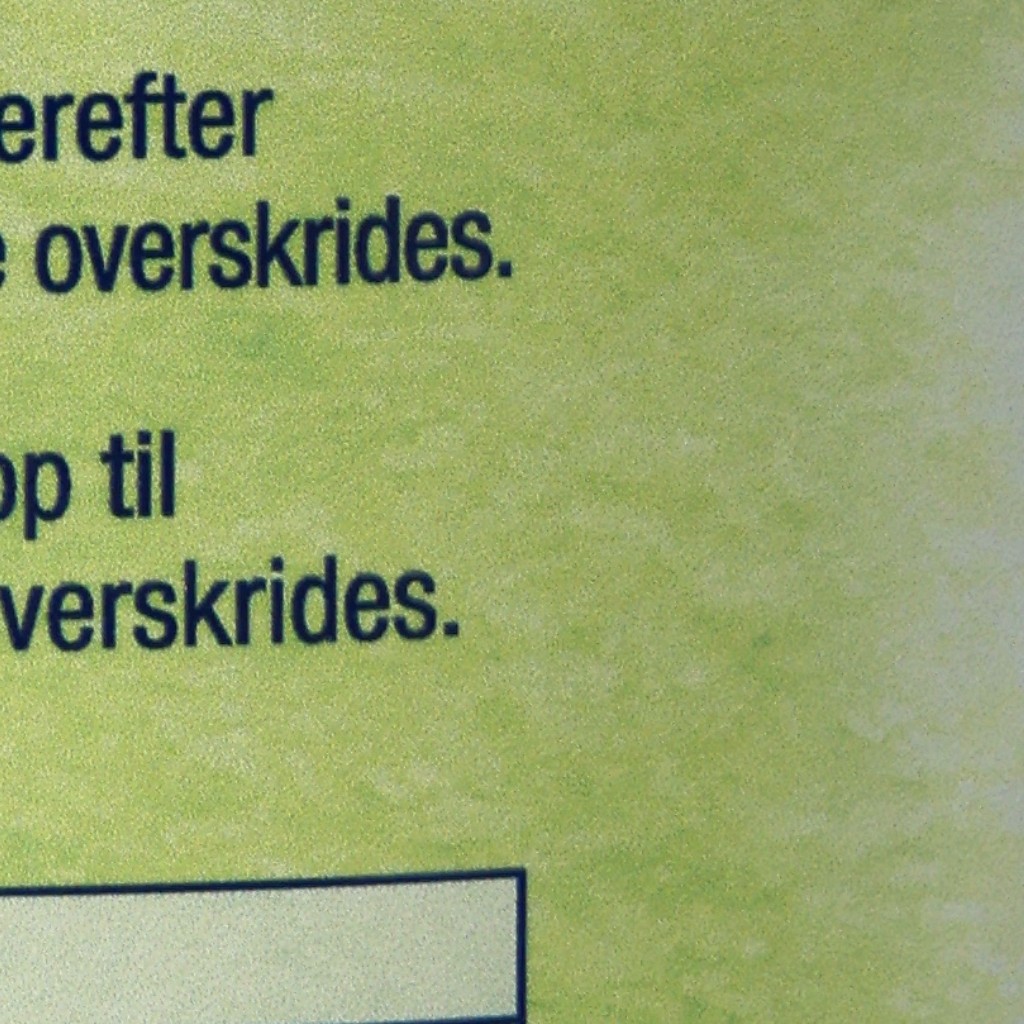 erefter
e overskrides.
op til
verskrides.